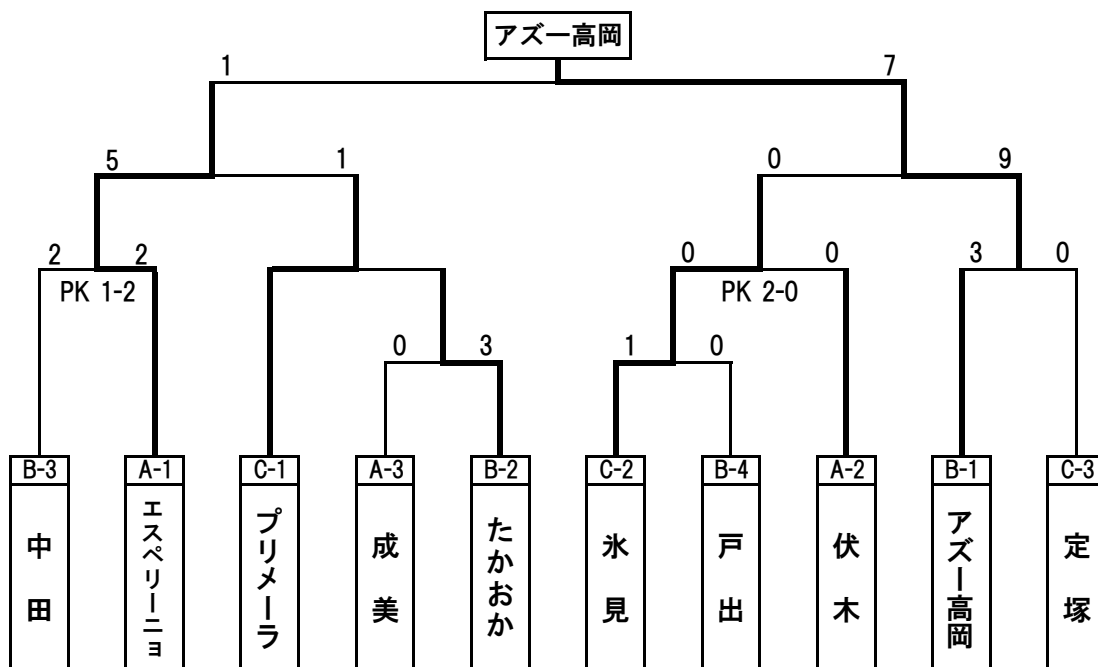 アズー高岡
1
7
5
1
0
9
2
2
0
0
3
0
PK 1-2
PK 2-0
0
3
1
0
B-3
A-1
C-1
A-3
B-2
C-2
B-4
A-2
B-1
C-3
中田
エスペリーニョ
プリメーラ
成美
たかおか
氷見
戸出
伏木
アズー高岡
定塚